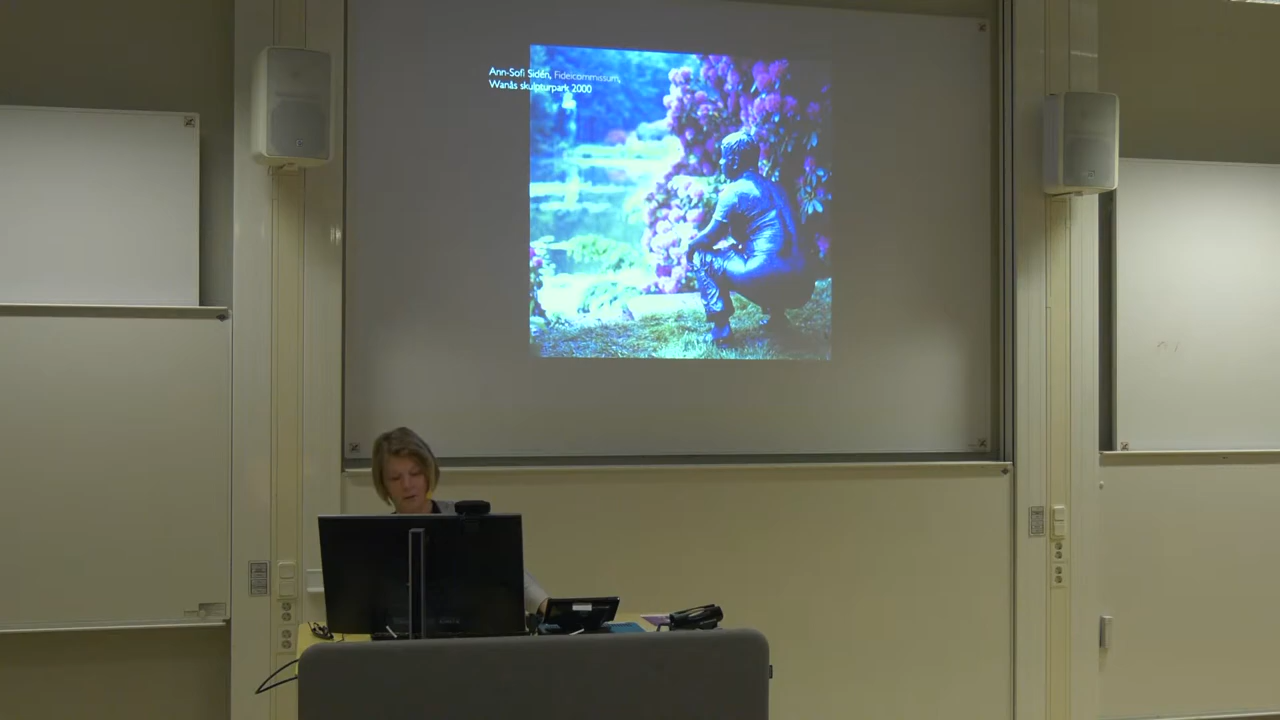 Ann-Sofi Sidén, Fideicommissum,
Wanås skulpturpark 2000